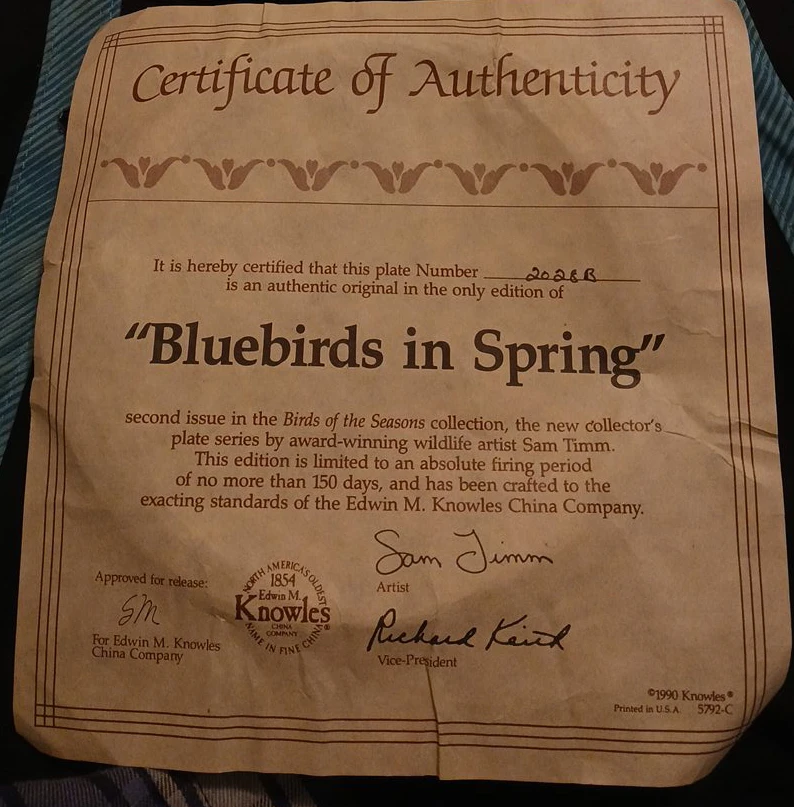 Certificate of Authenticity
It is hereby certified that this plate Number 2028B
is an authentic original in the only edition of
“Bluebirds in Spring”
second issue in the Birds of the Seasons collection, the new collector's
plate series by award-winning wildlife artist Sam Timm.
This edition is limited to an absolute firing period
of no more than 150 days, and has been crafted to the
exacting standards of the Edwin M. Knowles China Company.
Sam Timm
Artist
Approved for release:
SM
For Edwin M. Knowles
China Company
NORTH AMERICA'S OLDEST
1854
Edwin M.
Knowles
CHINA
COMPANY
NAME IN FINE CHINA®
Richard Keith
Vice-President
©1990 Knowles®
Printed in U.S.A. 5792-C